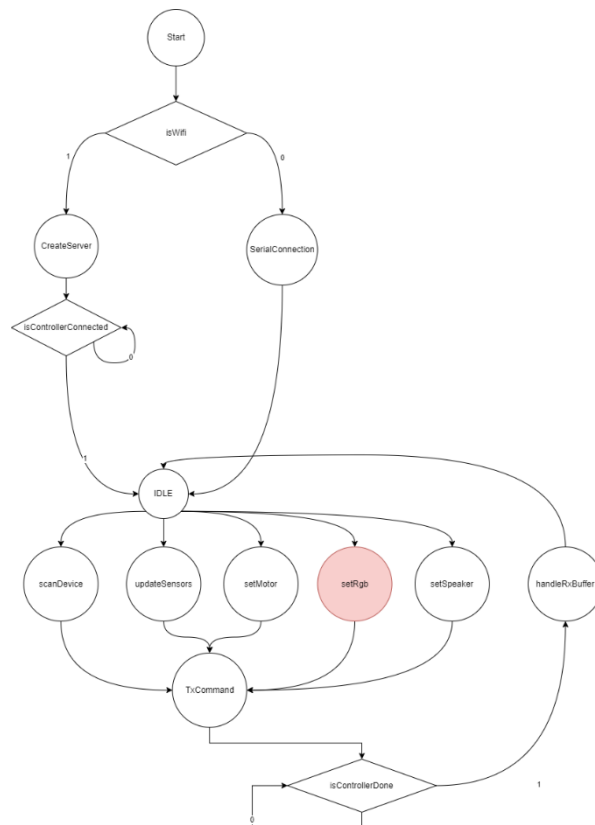 Start
isWifi
1
0
CreateServer
SerialConnection
isControllerConnected
0
1
IDLE
scanDevice
updateSensors
setMotor
setRgb
setSpeaker
handleRxBuffer
TxCommand
isControllerDone
1
0